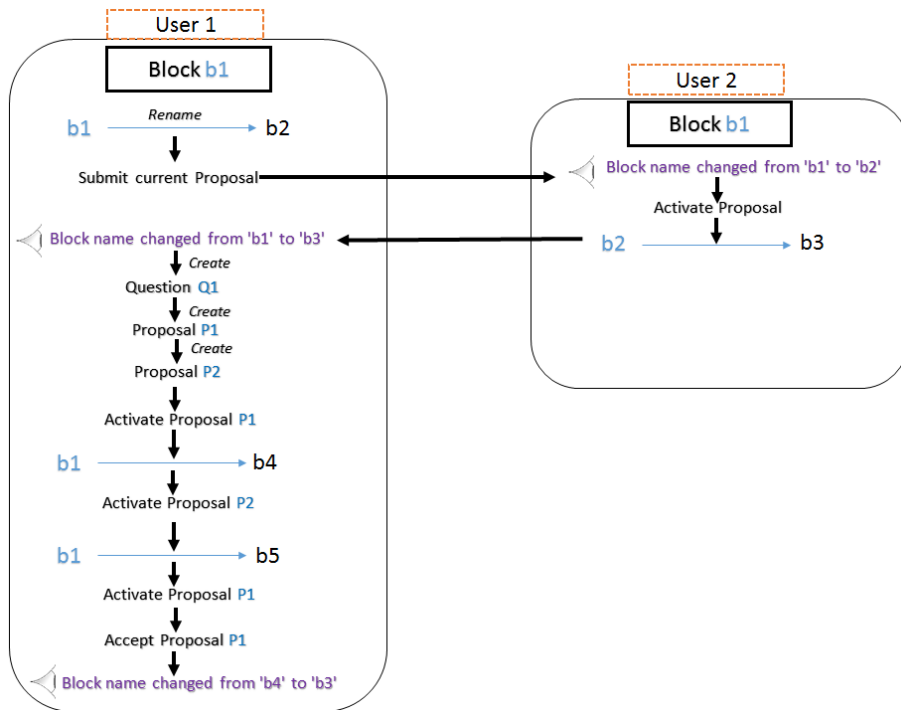 User 1
Block b1
Rename
b1 b2
Submit current Proposal
Block name changed from 'b1' to 'b3'
Create
Question Q1
Create
Proposal P1
Create
Proposal P2
Activate Proposal P1
b1 b4
Activate Proposal P2
b1 b5
Activate Proposal P1
Accept Proposal P1
Block name changed from 'b4' to 'b3'
User 2
Block b1
Block name changed from 'b1' to 'b2'
Activate Proposal
b2 b3